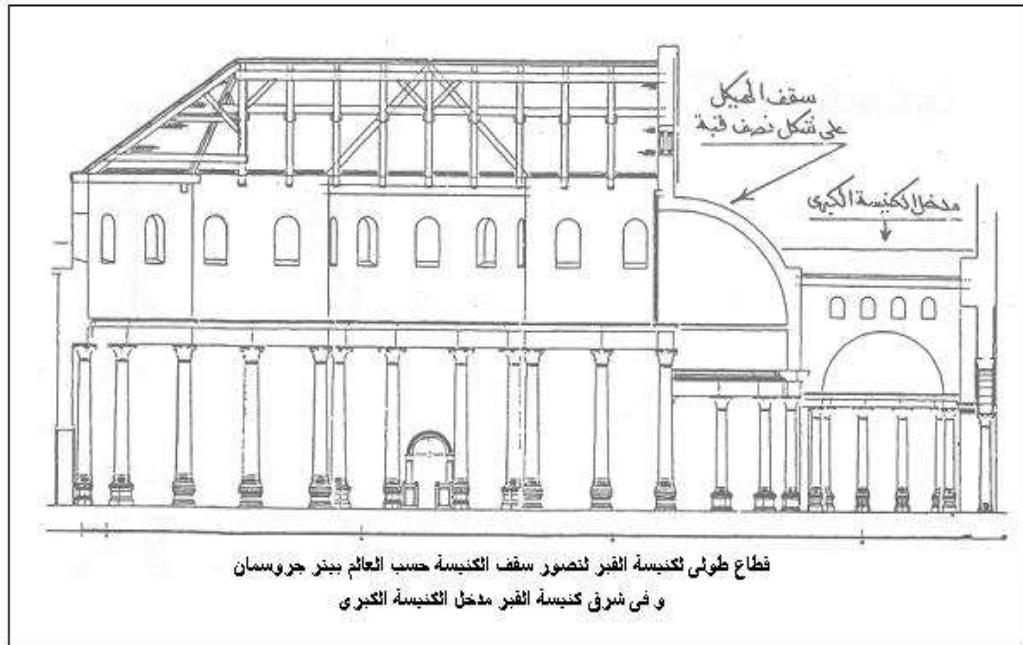 سقف الهيكل
على شكل نصف قبة
مدخل الكنيسة الكبرى
قطاع طولى لكنيسة القبر لتصور سقف الكنيسة حسب العالم بيتر جروسمان
و فى شرق كنيسة القبر مدخل الكنيسة الكبرى